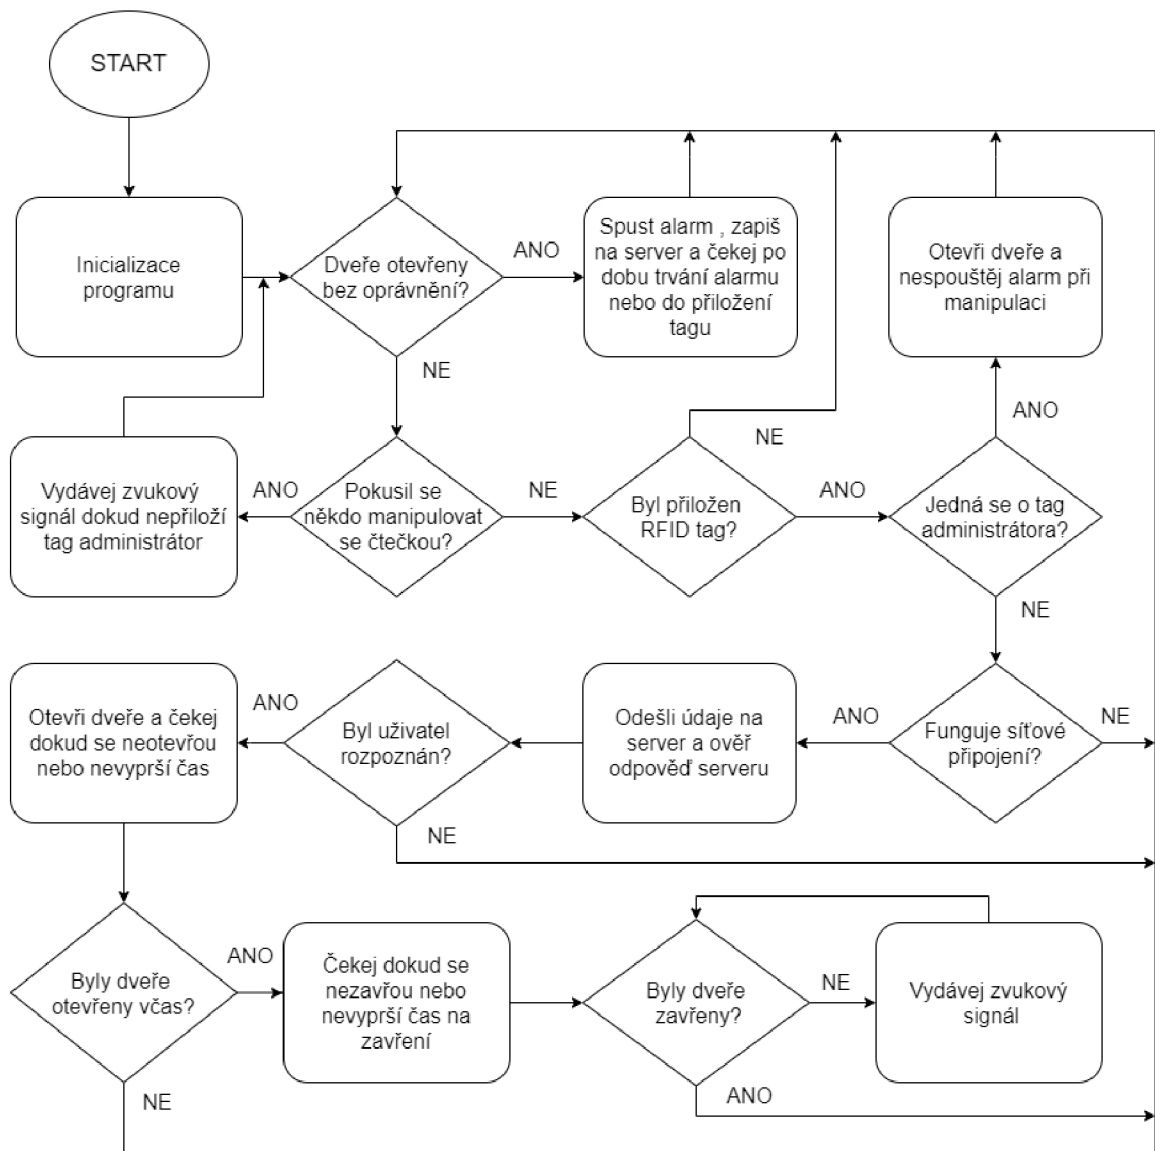 START
Inicializace
programu
Dveře otevřeny
bez oprávnění?
ANO
Spust alarm , zapiš
na server a čekej po
dobu trvání alarmu
nebo do přiložení
tagu
Otevři dveře a
nespouštěj alarm při
manipulaci
NE
ANO
NE
Vydávej zvukový
signál dokud nepřiloží
tag administrátor
ANO
Pokusil se
někdo manipulovat
se čtečkou?
NE
Byl přiložen
RFID tag?
ANO
Jedná se o tag
administrátora?
NE
Otevři dveře a čekej
dokud se neotevřou
nebo nevyprší čas
ANO
Byl uživatel
rozpoznán?
Odešli údaje na
server a ověř
odpověď serveru
ANO
Funguje síťové
připojení?
NE
NE
Byly dveře
otevřeny včas?
ANO
Čekej dokud se
nezavřou nebo
nevyprší čas na
zavření
Byly dveře
zavřeny?
NE
Vydávej zvukový
signál
NE
ANO